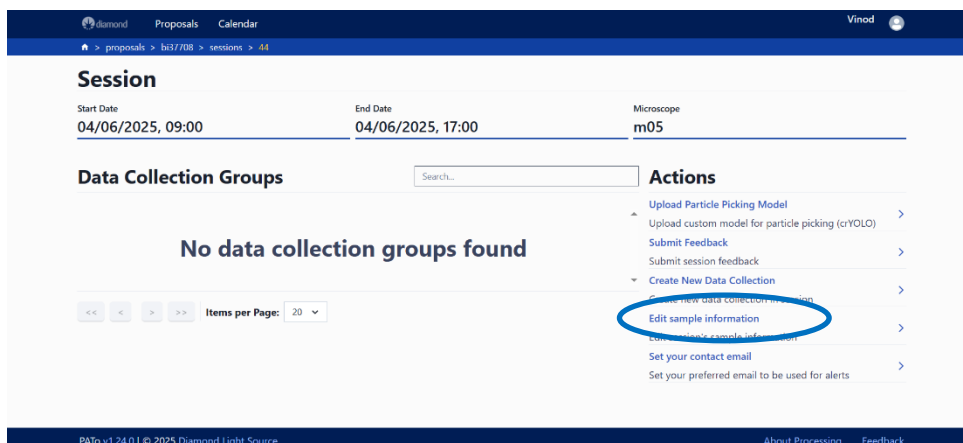 diamond Proposals Calendar Vinod
> proposals > bi37708 > sessions > 44
Session
Start Date End Date Microscope
04/06/2025, 09:00 04/06/2025, 17:00 m05
Data Collection Groups Search... Actions
Upload Particle Picking Model
Upload custom model for particle picking (crYOLO)
No data collection groups found
Submit Feedback
Submit session feedback
Create New Data Collection
Create new data collection in session
<< < > >> Items per Page: 20
Edit sample information
Edit session's sample information
Set your contact email
Set your preferred email to be used for alerts
PATo v1.24.0 | © 2025 Diamond Light Source About Processing Feedback